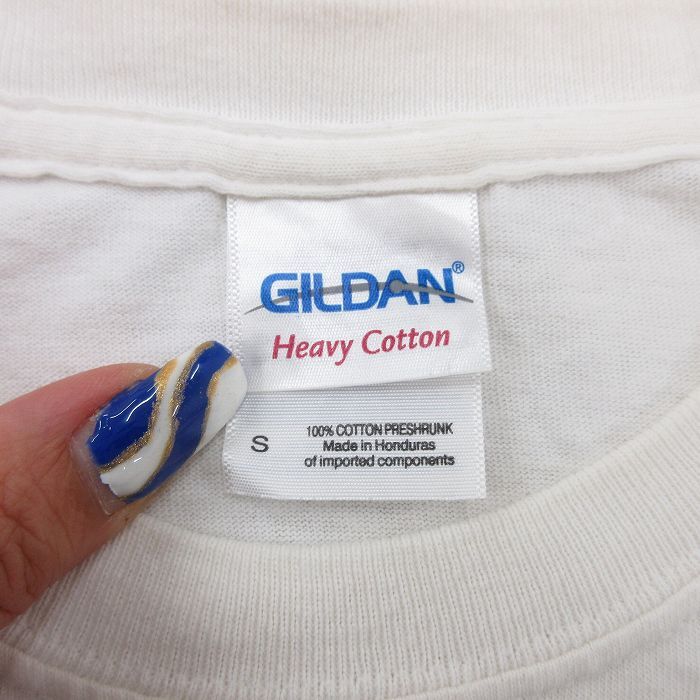 GILDAN®
Heavy Cotton
S
100% COTTON PRESHRUNK
Made in Honduras
of imported components